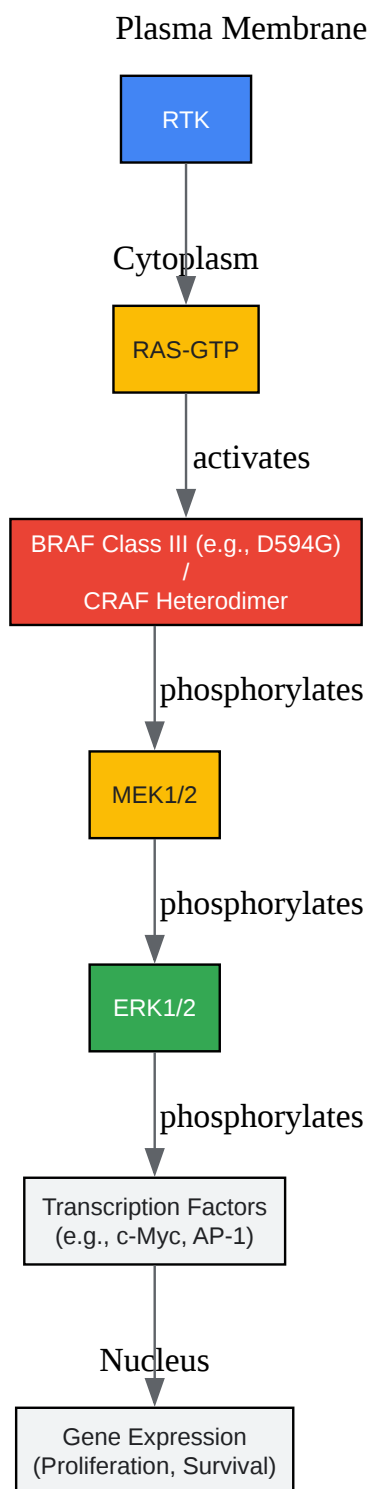 Plasma Membrane
RTK
Cytoplasm
RAS-GTP
activates
BRAF Class III (e.g., D594G)
/
CRAF Heterodimer
phosphorylates
MEK1/2
phosphorylates
ERK1/2
phosphorylates
Transcription Factors
(e.g., c-Myc, AP-1)
Nucleus
Gene Expression
(Proliferation, Survival)